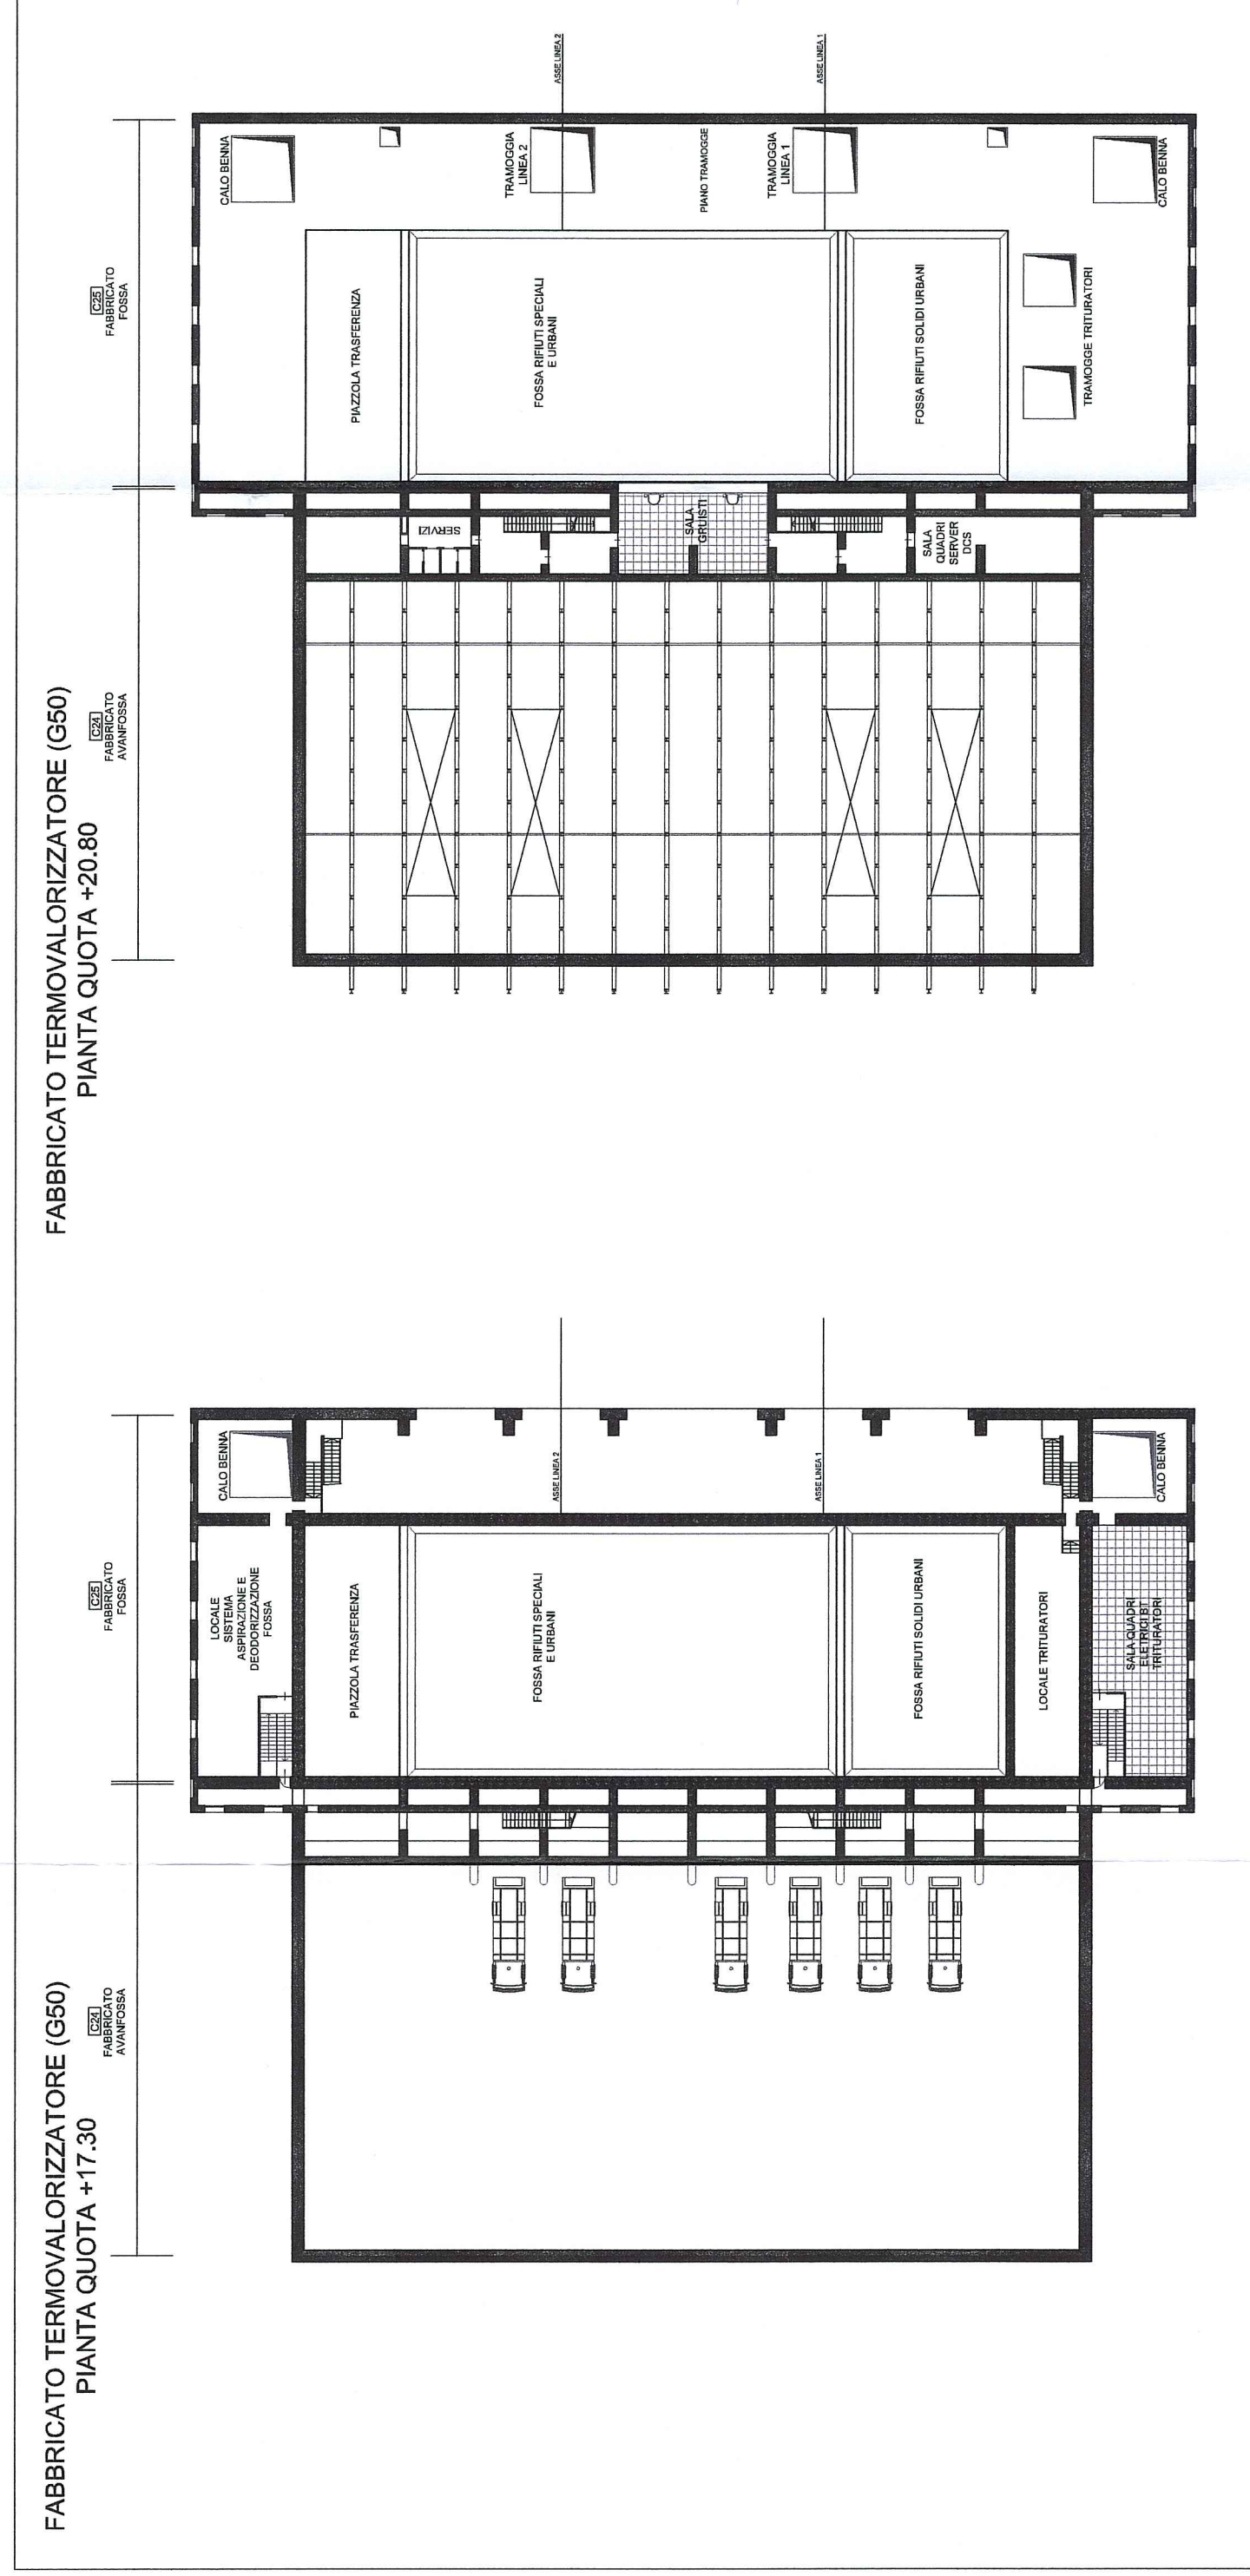 FABBRICATO TERMOVALORIZZATORE (G50)
PIANTA QUOTA +17.30
C24
FABBRICATO
AVANFOSSA
C25
FABBRICATO
FOSSA
LOCALE
SISTEMA
ASPIRAZIONE E
DEODORIZZAZIONE
FOSSA
CALO BENNA
PIAZZOLA TRASFERENZA
FOSSA RIFIUTI SPECIALI
E URBANI
ASSE LINEA 2
FOSSA RIFIUTI SOLIDI URBANI
ASSE LINEA 1
LOCALE TRITURATORI
SALA QUADRI
ELETRICI BT
TRITURATORI
CALO BENNA
FABBRICATO TERMOVALORIZZATORE (G50)
PIANTA QUOTA +20.80
C24
FABBRICATO
AVANFOSSA
C25
FABBRICATO
FOSSA
CALO BENNA
PIAZZOLA TRASFERENZA
SERVIZI
FOSSA RIFIUTI SPECIALI
E URBANI
TRAMOGGIA
LINEA 2
ASSE LINEA 2
SALA
GRUISTI
PIANO TRAMOGGE
TRAMOGGIA
LINEA 1
ASSE LINEA 1
FOSSA RIFIUTI SOLIDI URBANI
SALA
QUADRI
SERVER
DCS
TRAMOGGE TRITURATORI
CALO BENNA